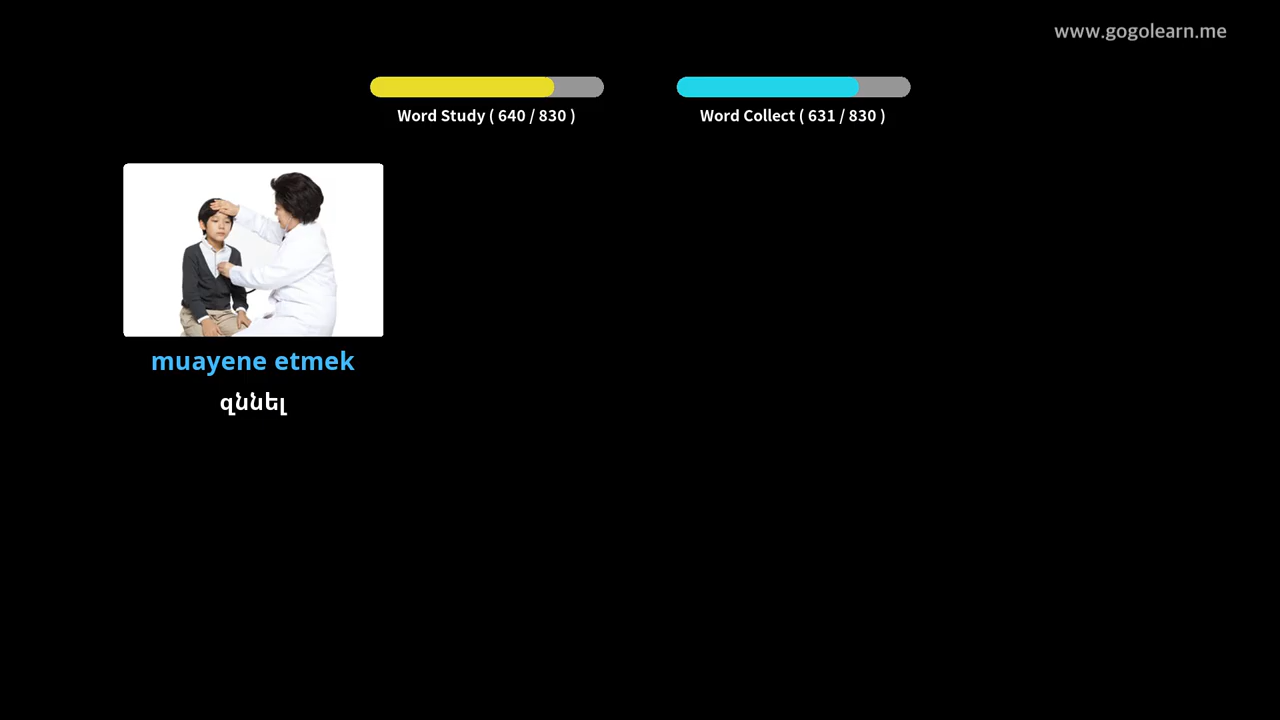 www.gogolearn.me
Word Study ( 640 / 830 )
Word Collect ( 631 / 830 )
muayene etmek
զննել